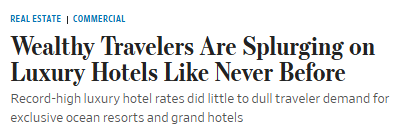 REAL ESTATE | COMMERCIAL
Wealthy Travelers Are Splurging on
Luxury Hotels Like Never Before
Record-high luxury hotel rates did little to dull traveler demand for
exclusive ocean resorts and grand hotels